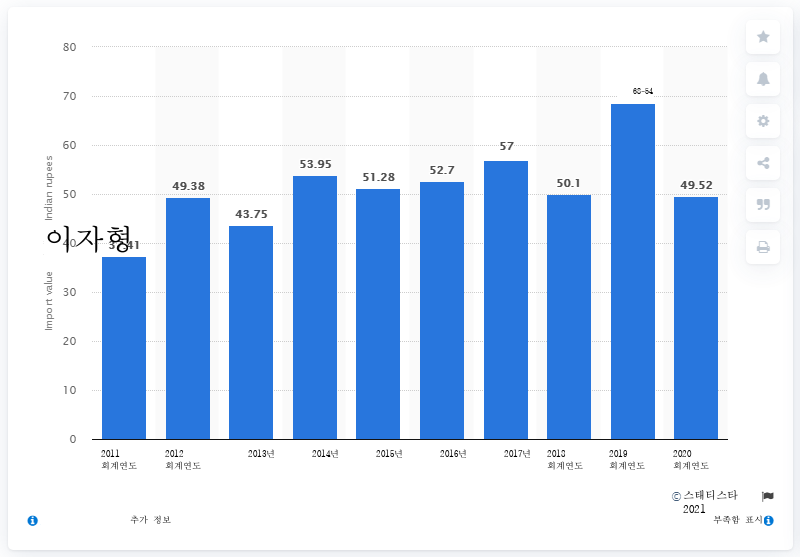 80
70
60
50
40
30
20
10
0
Import value
Indian rupees
이자형
49.38
43.75
53.95
51.28
52.7
57
50.1
68-64
49.52
2011 회계연도
2012 회계연도
2013년
2014년
2015년
2016년
2017년
2018 회계연도
2019 회계연도
2020 회계연도
© 스태티스타 2021
추가 정보
부족함 표시